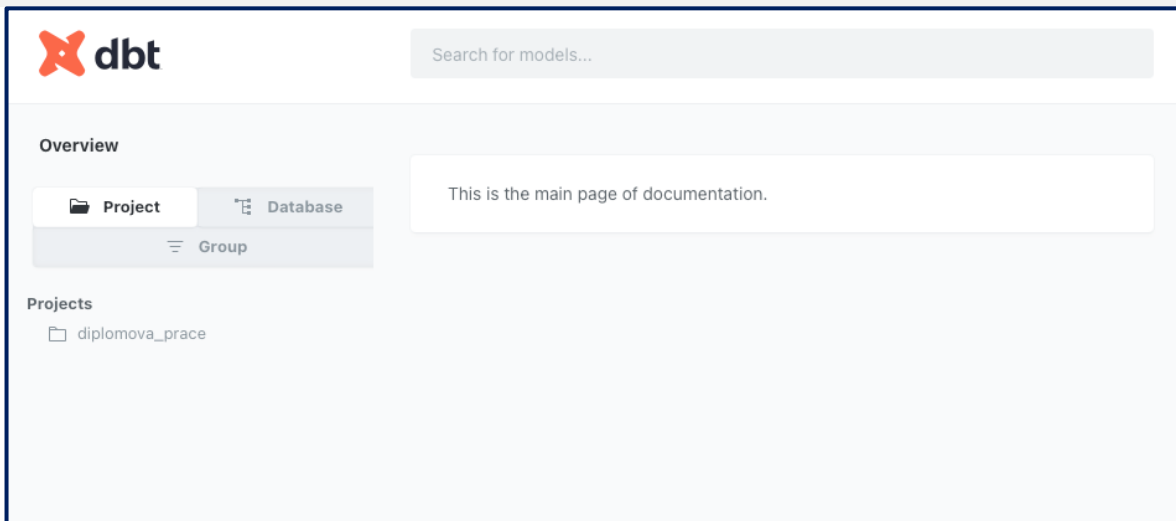 dbt
Search for models...
Overview
This is the main page of documentation.
Project
Database
Group
Projects
diplomova_prace